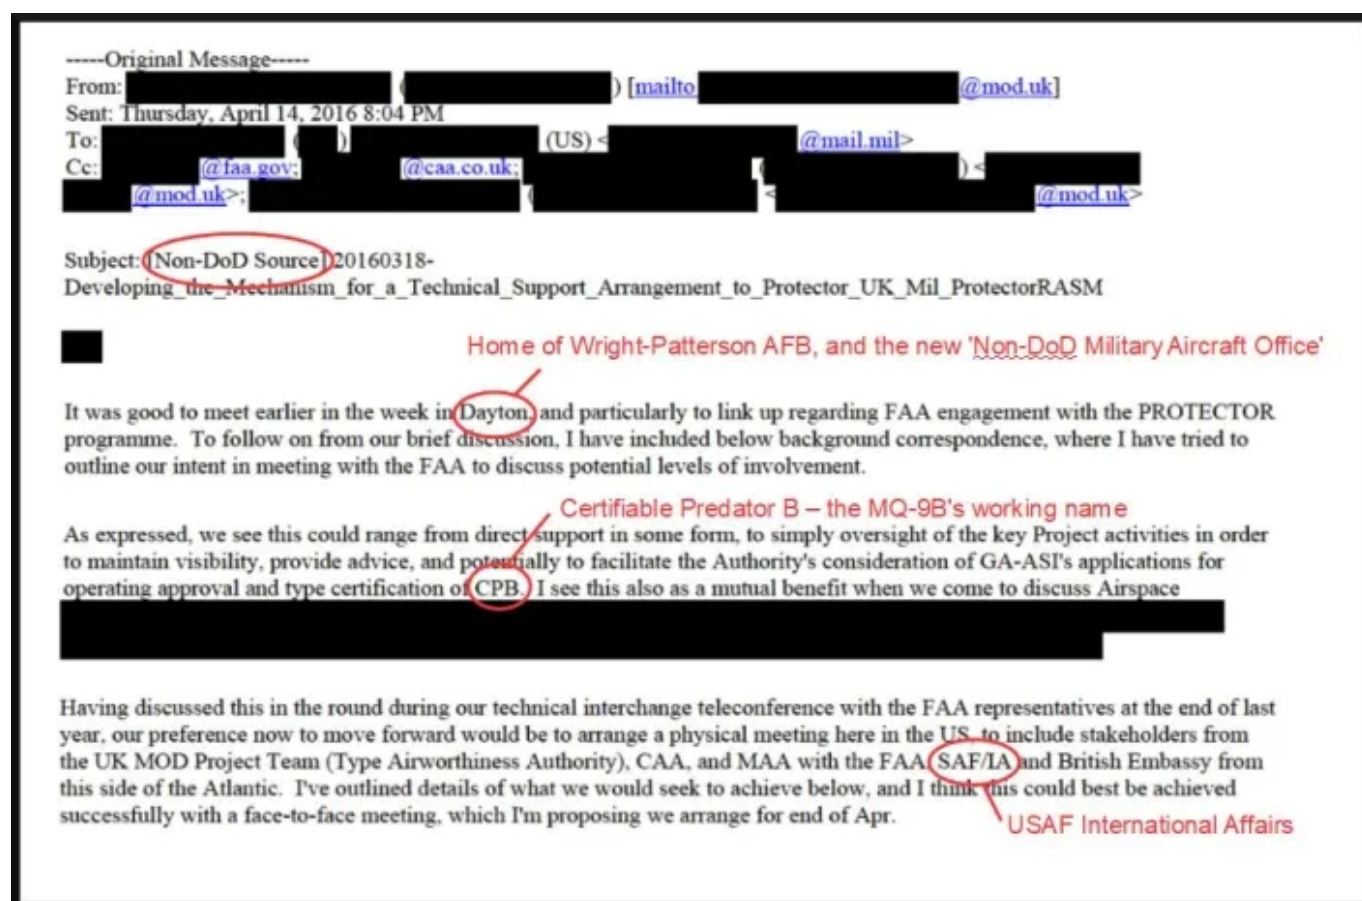 -----Original Message-----
From: ( ) [mailto @mod.uk]
Sent: Thursday, April 14, 2016 8:04 PM
To: ( ) (US) < @mail.mil>
Cc: @faa.gov; @caa.co.uk; ( ) <
@mod.uk>; ( < @mod.uk>
Subject: [Non-DoD Source] 20160318-
Developing_the_Mechanism_for_a_Technical_Support_Arrangement_to_Protector_UK_Mil_ProtectorRASM
Home of Wright-Patterson AFB, and the new 'Non-DoD Military Aircraft Office'
It was good to meet earlier in the week in Dayton, and particularly to link up regarding FAA engagement with the PROTECTOR
programme. To follow on from our brief discussion, I have included below background correspondence, where I have tried to
outline our intent in meeting with the FAA to discuss potential levels of involvement.
Certifiable Predator B – the MQ-9B's working name
As expressed, we see this could range from direct support in some form, to simply oversight of the key Project activities in order
to maintain visibility, provide advice, and potentially to facilitate the Authority's consideration of GA-ASI's applications for
operating approval and type certification of CPB. I see this also as a mutual benefit when we come to discuss Airspace
Having discussed this in the round during our technical interchange teleconference with the FAA representatives at the end of last
year, our preference now to move forward would be to arrange a physical meeting here in the US, to include stakeholders from
the UK MOD Project Team (Type Airworthiness Authority), CAA, and MAA with the FAA, SAF/IA and British Embassy from
this side of the Atlantic. I've outlined details of what we would seek to achieve below, and I think this could best be achieved
successfully with a face-to-face meeting, which I'm proposing we arrange for end of Apr.
USAF International Affairs